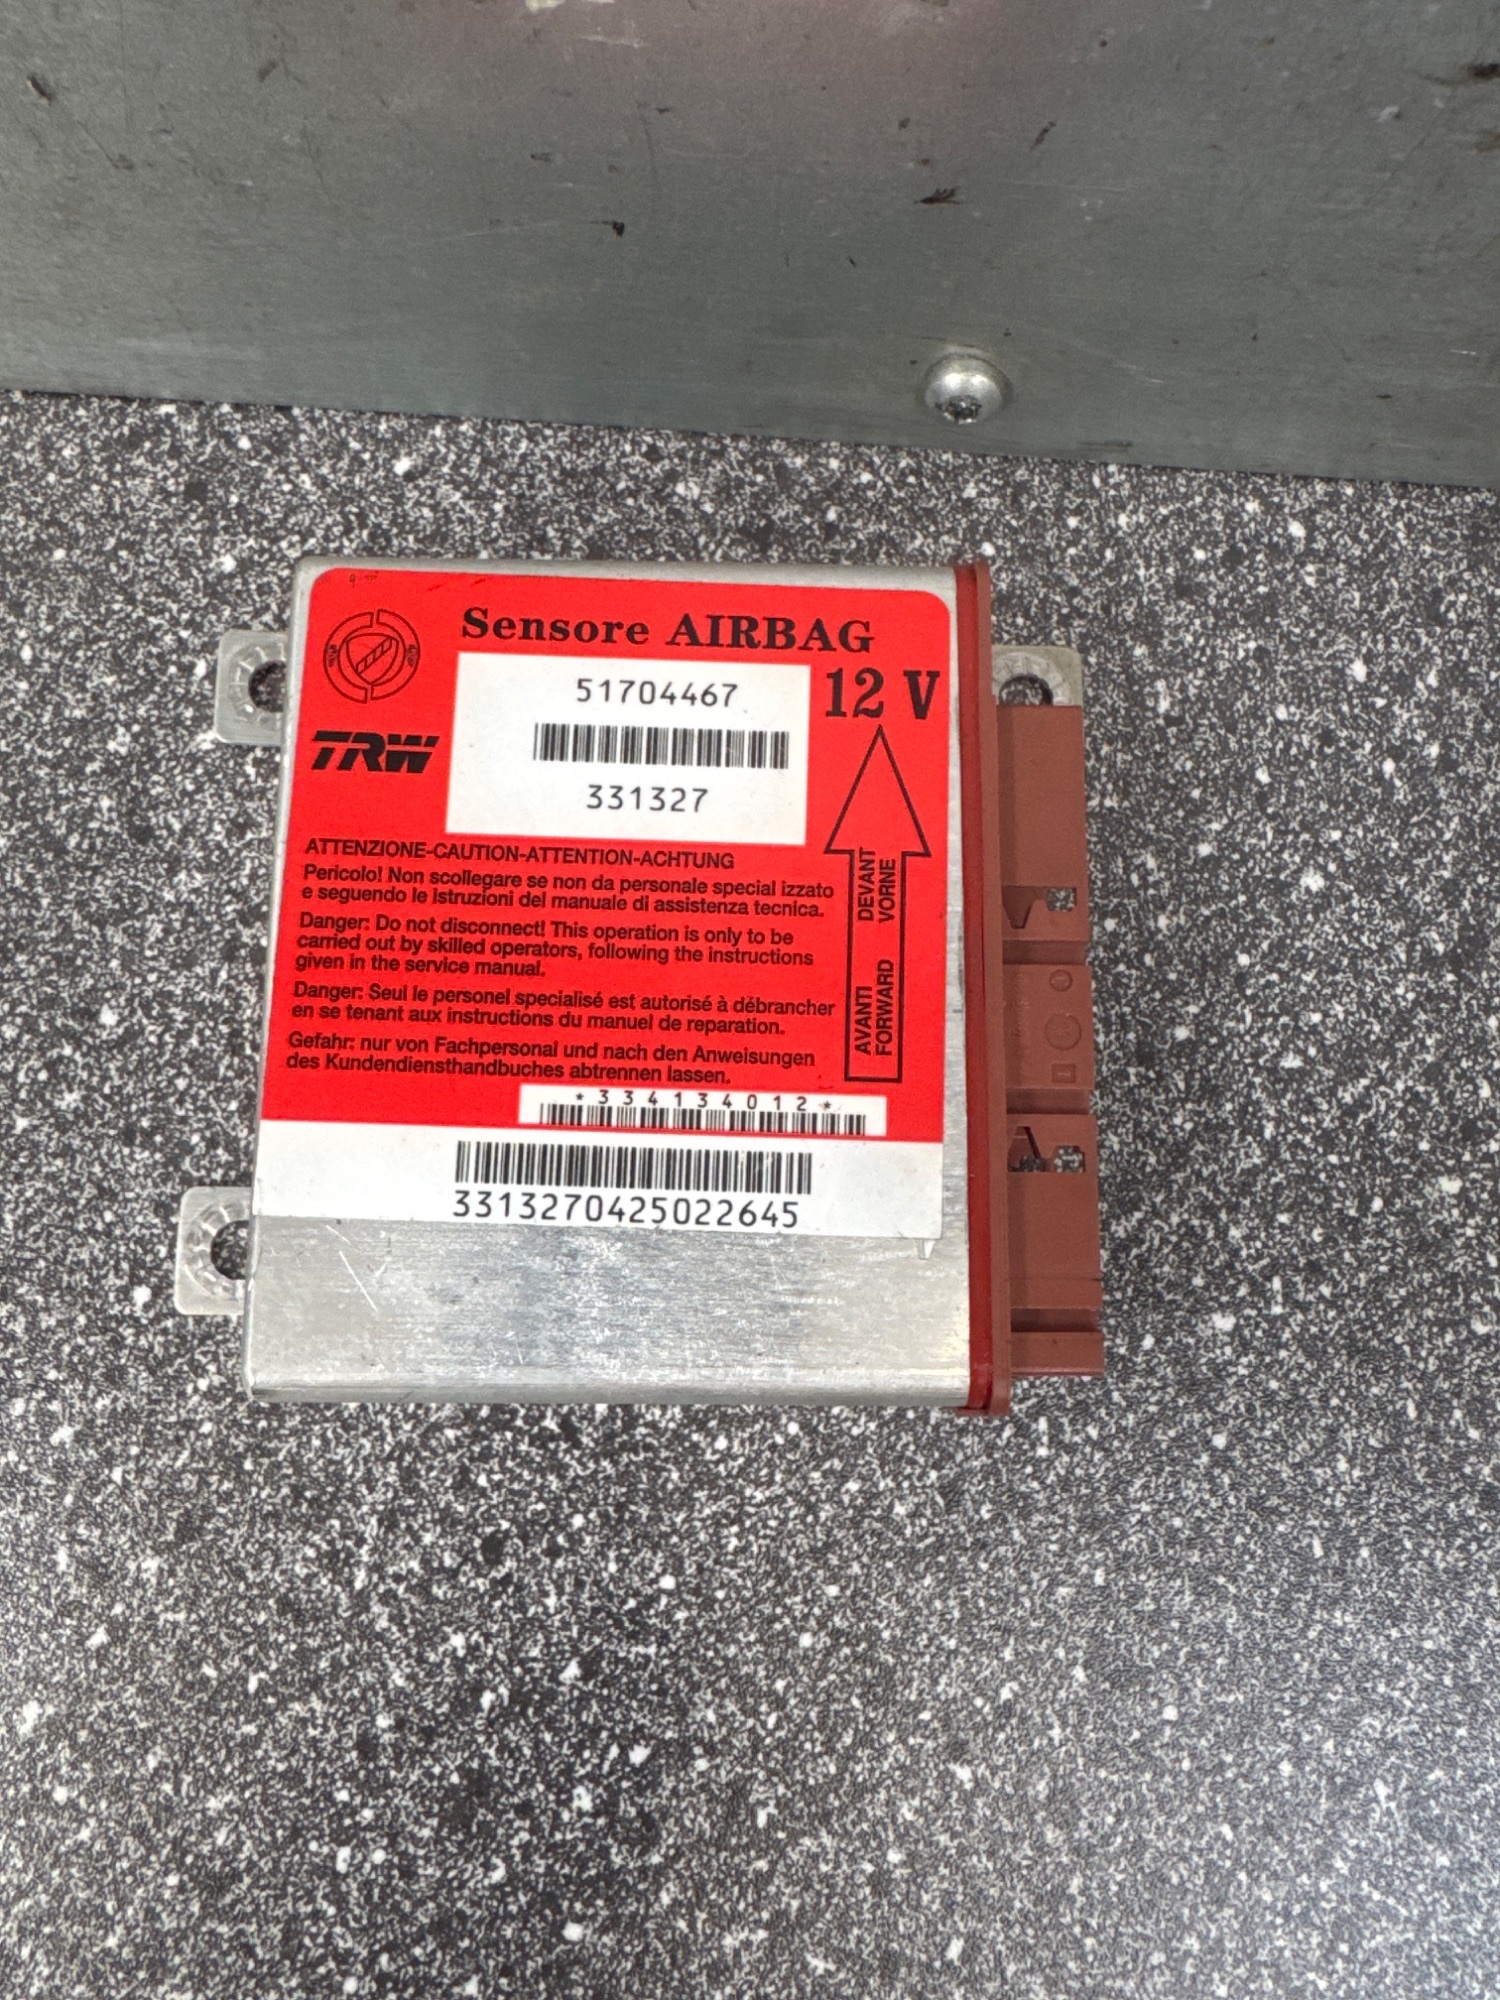 Sensore AIRBAG
12 V
TRW
51704467
331327
ATTENZIONE-CAUTION-ATTENTION-ACHTUNG
Pericolo! Non scollegare se non da personale special izzato
e seguendo le istruzioni del manuale di assistenza tecnica.
Danger: Do not disconnect! This operation is only to be
carried out by skilled operators, following the instructions
given in the service manual.
Danger: Seul le personel specialisé est autorisé à débrancher
en se tenant aux instructions du manuel de reparation.
Gefahr: nur von Fachpersonal und nach den Anweisungen
des Kundendiensthandbuches abtrennen lassen.
AVANTI DEVANT
FORWARD VORNE
*334134012*
3313270425022645